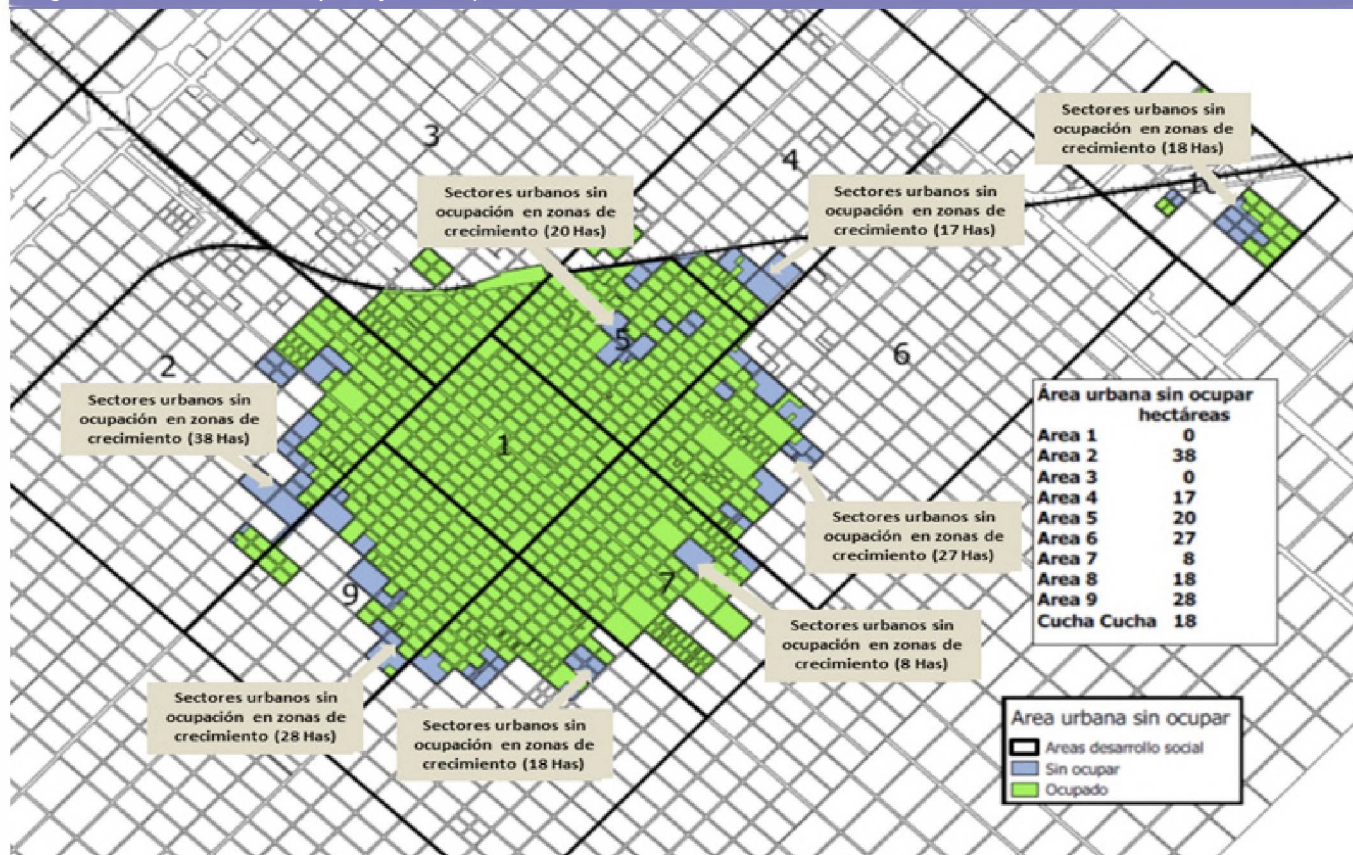 3
4
Sectores urbanos sin
ocupación en zonas de
crecimiento (18 Has)
Sectores urbanos sin
ocupación en zonas de
crecimiento (20 Has)
Sectores urbanos sin
ocupación en zonas de
crecimiento (17 Has)
5
6
2
Sectores urbanos sin
ocupación en zonas de
crecimiento (38 Has)
1
Área urbana sin ocupar
hectáreas
Area 1 0
Area 2 38
Area 3 0
Area 4 17
Area 5 20
Area 6 27
Area 7 8
Area 8 18
Area 9 28
Cucha Cucha 18
Sectores urbanos sin
ocupación en zonas de
crecimiento (27 Has)
9
7
Sectores urbanos sin
ocupación en zonas de
crecimiento (8 Has)
Sectores urbanos sin
ocupación en zonas de
crecimiento (28 Has)
Sectores urbanos sin
ocupación en zonas de
crecimiento (18 Has)
Area urbana sin ocupar
Areas desarrollo social
Sin ocupar
Ocupado